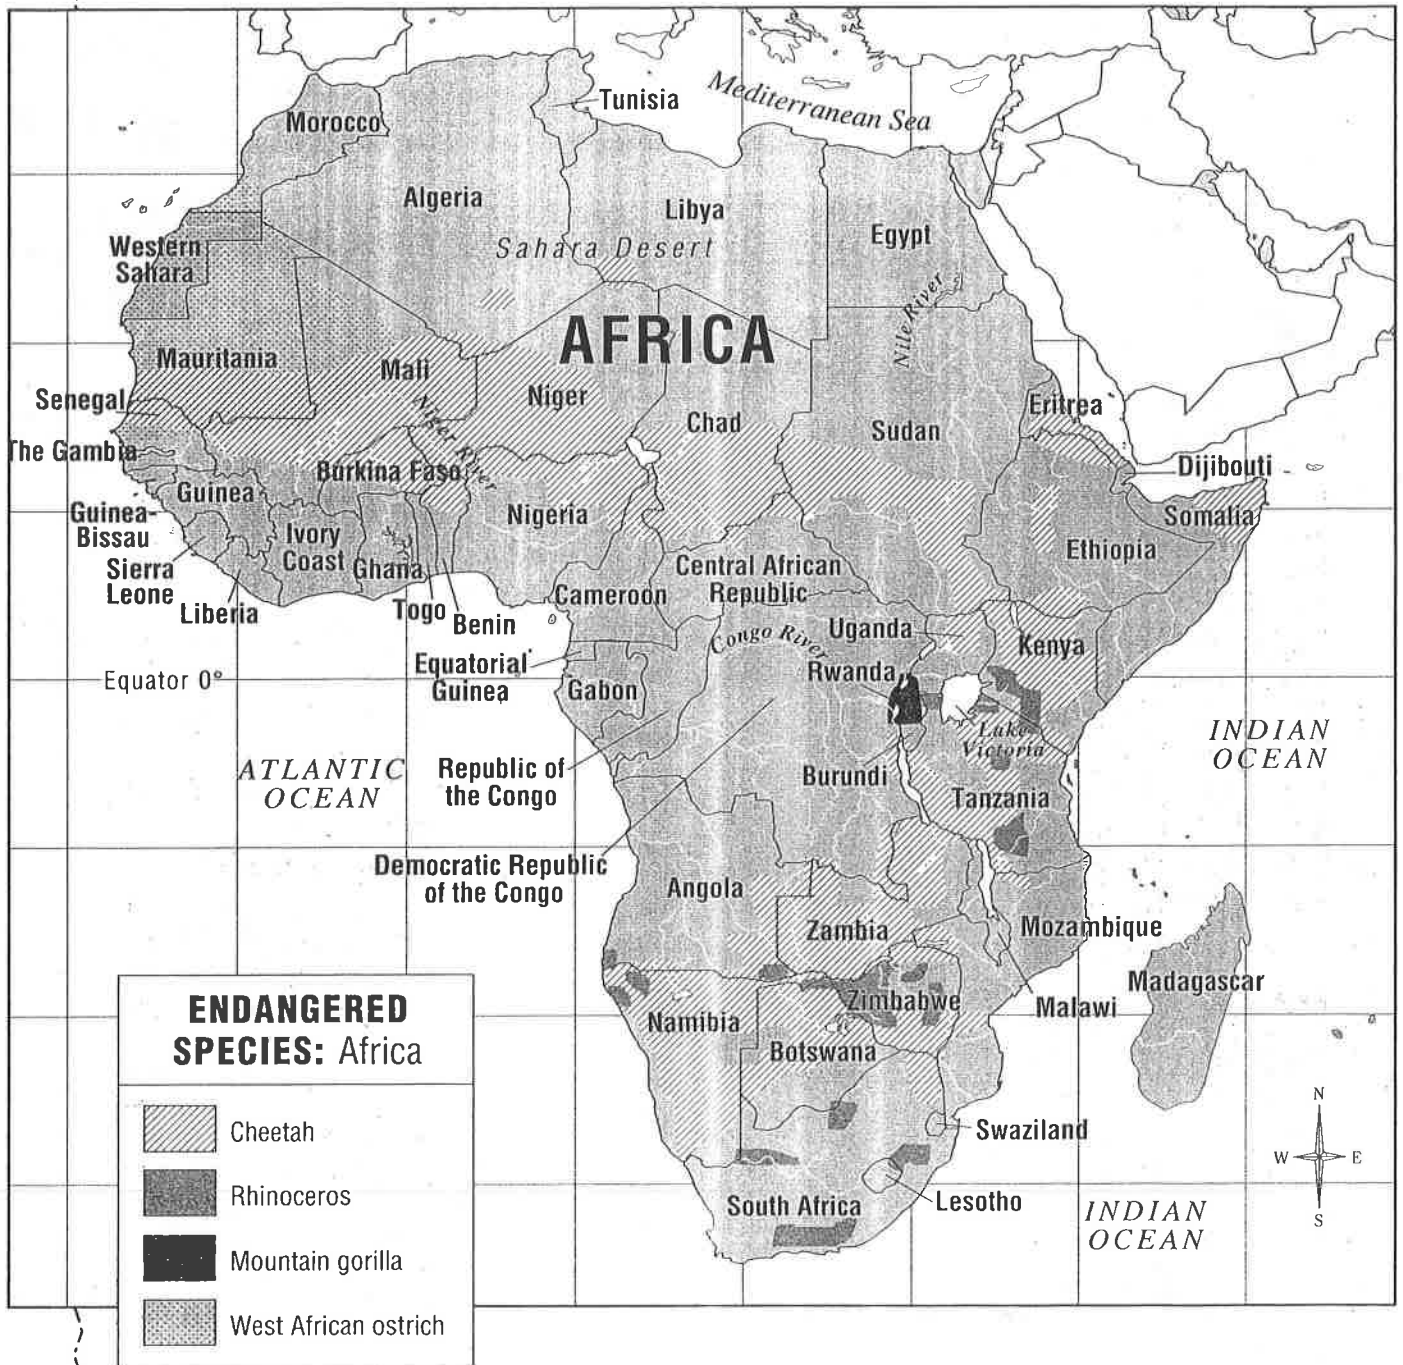 Mediterranean Sea
Tunisia
Morocco
Algeria
Libya
Egypt
Western
Sahara
Sahara Desert
Nile River
AFRICA
Mauritania
Mali
Niger
Chad
Sudan
Eritrea
Senegal
Niger River
The Gambia
Burkina Faso
Dijibouti
Guinea
Nigeria
Somalia
Guinea-
Bissau
Ivory
Coast
Ghana
Ethiopia
Sierra
Leone
Central African
Republic
Cameroon
Liberia
Togo
Benin
Congo River
Uganda
Kenya
Equatorial
Guinea
Rwanda
Equator 0°
Gabon
Lake
Victoria
INDIAN
OCEAN
ATLANTIC
OCEAN
Republic of
the Congo
Burundi
Tanzania
Democratic Republic
of the Congo
Angola
Zambia
Mozambique
Madagascar
Malawi
Zimbabwe
Namibia
Botswana
Swaziland
South Africa
Lesotho
INDIAN
OCEAN
N
W E
S
ENDANGERED
SPECIES: Africa
Cheetah
Rhinoceros
Mountain gorilla
West African ostrich